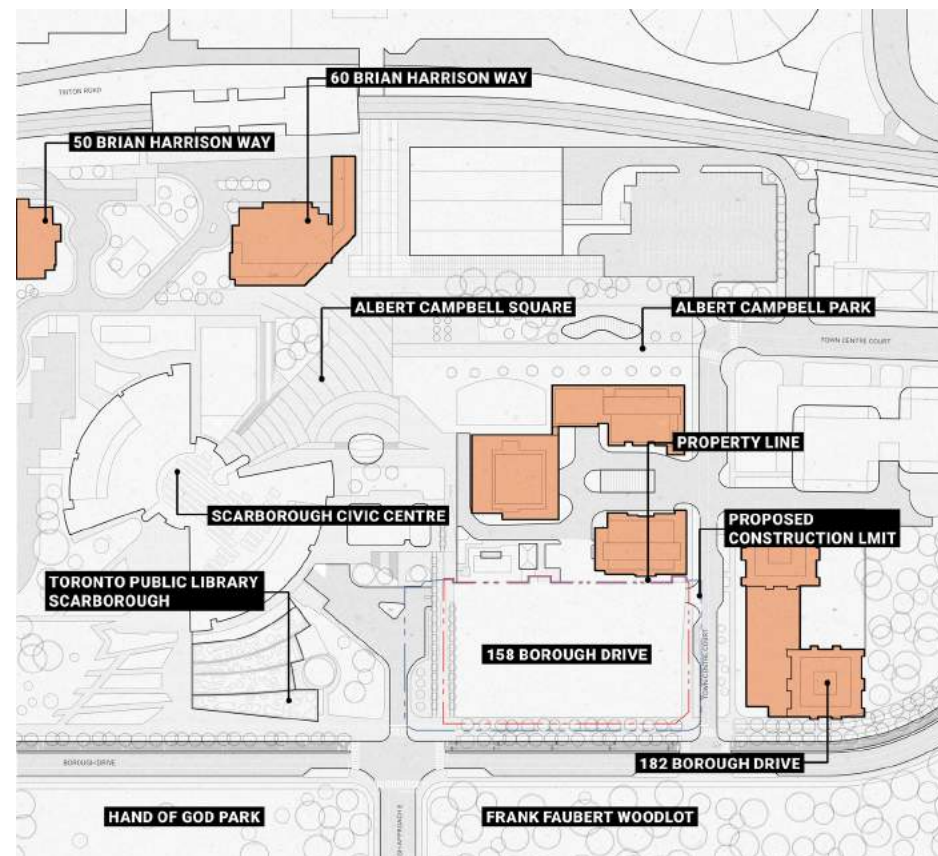 60 BRIAN HARRISON WAY
TRITON ROAD
50 BRIAN HARRISON WAY
ALBERT CAMPBELL SQUARE
ALBERT CAMPBELL PARK
TOWN CENTRE COURT
PROPERTY LINE
SCARBOROUGH CIVIC CENTRE
PROPOSED
CONSTRUCTION LMIT
TORONTO PUBLIC LIBRARY
SCARBOROUGH
158 BOROUGH DRIVE
TOWN CENTRE COURT
182 BOROUGH DRIVE
BOROUGH DRIVE
HAND OF GOD PARK
FRANK FAUBERT WOODLOT